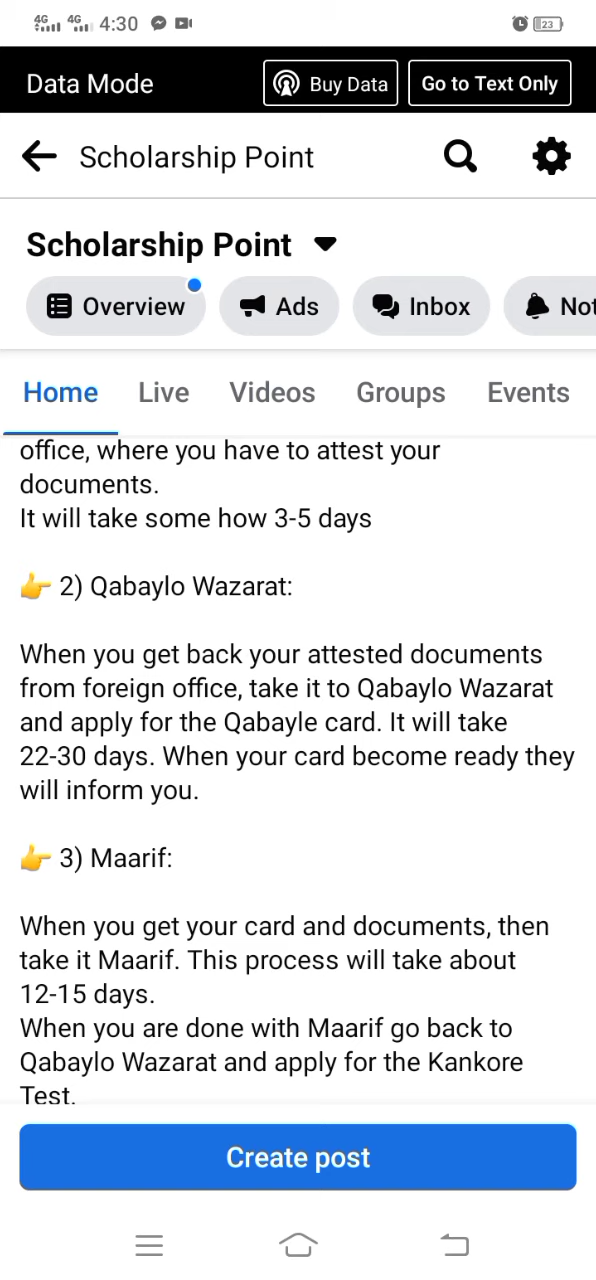 4G 4G 4:30 23
Data Mode Buy Data Go to Text Only
Scholarship Point
Scholarship Point
Overview Ads Inbox Not
Home Live Videos Groups Events
office, where you have to attest your
documents.
It will take some how 3-5 days
👉 2) Qabaylo Wazarat:
When you get back your attested documents
from foreign office, take it to Qabaylo Wazarat
and apply for the Qabayle card. It will take
22-30 days. When your card become ready they
will inform you.
👉 3) Maarif:
When you get your card and documents, then
take it Maarif. This process will take about
12-15 days.
When you are done with Maarif go back to
Qabaylo Wazarat and apply for the Kankore
Test.
Create post